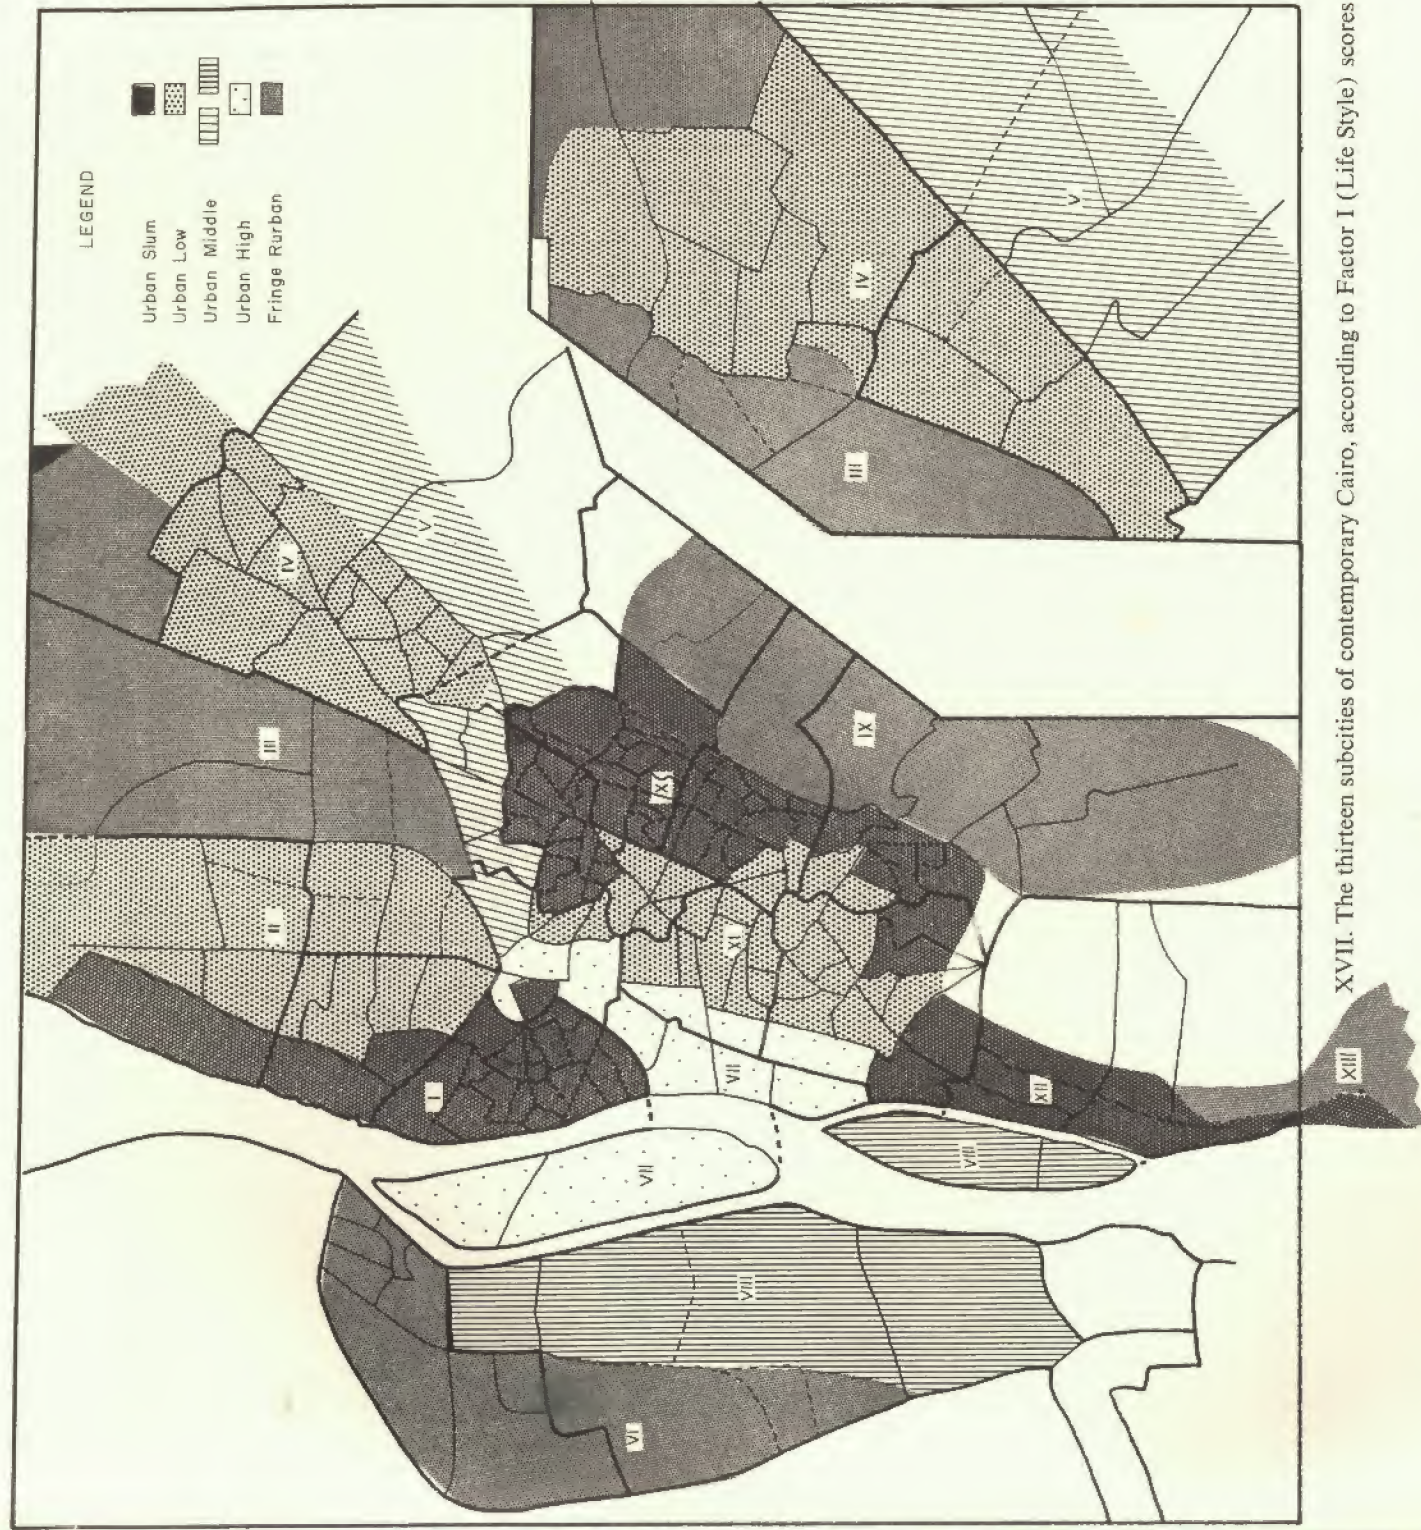 LEGEND
Urban Slum
Urban Low
Urban Middle
Urban High
Fringe Rurban
III
IV
V
II
III
IV
V
I
VII
VII
XI
X
IX
VI
VIII
VIII
XII
XIII
XVII. The thirteen subcities of contemporary Cairo, according to Factor I (Life Style) scores